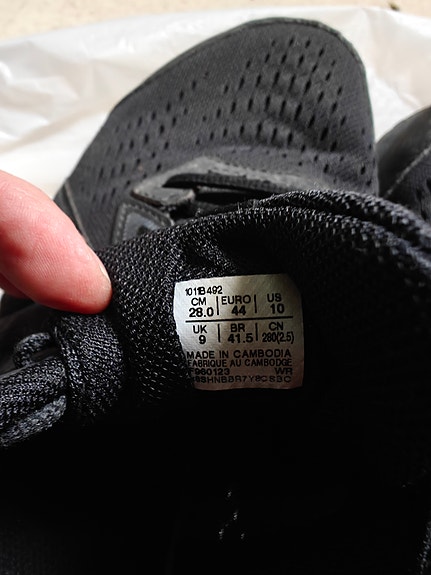 1011B492
CM EURO US
28.0 44 10
UK BR CN
9 41.5 280(2.5)
MADE IN CAMBODIA
FABRIQUE AU CAMBODGE
F960123 WR